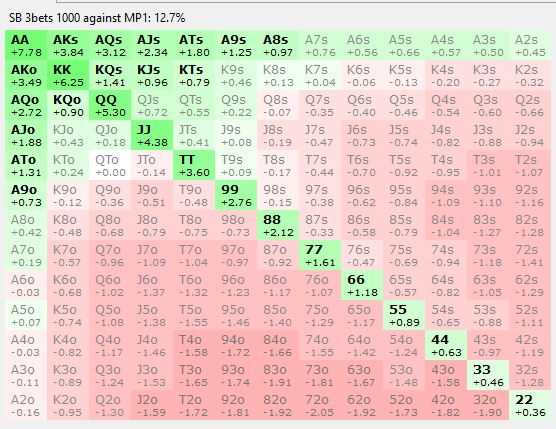 SB 3bets 1000 against MP1: 12.7%
AA AKs AQs AJs ATs A9s A8s A7s A6s A5s A4s A3s A2s
+7.78 +3.84 +3.12 +2.34 +1.80 +1.25 +0.97 +0.76 +0.56 +0.66 +0.57 +0.50 +0.45
AKo KK KQs KJs KTs K9s K8s K7s K6s K5s K4s K3s K2s
+3.49 +6.25 +1.41 +0.96 +0.79 +0.46 +0.13 +0.04 -0.06 -0.13 -0.20 -0.27 -0.32
AQo KQo QQ QJs QTs Q9s Q8s Q7s Q6s Q5s Q4s Q3s Q2s
+2.72 +0.90 +5.30 +0.72 +0.55 +0.22 -0.07 -0.35 -0.40 -0.46 -0.54 -0.60 -0.66
AJo KJo QJo JJ JTs J9s J8s J7s J6s J5s J4s J3s J2s
+1.88 +0.43 +0.18 +4.38 +0.41 +0.08 -0.19 -0.47 -0.73 -0.74 -0.82 -0.88 -0.94
ATo KTo QTo JTo TT T9s T8s T7s T6s T5s T4s T3s T2s
+1.31 +0.24 +0.00 -0.14 +3.60 +0.09 -0.17 -0.44 -0.70 -0.92 -0.95 -1.01 -1.07
A9o K9o Q9o J9o T9o 99 98s 97s 96s 95s 94s 93s 92s
+0.73 -0.12 -0.36 -0.51 -0.48 +2.76 -0.15 -0.38 -0.62 -0.84 -1.09 -1.10 -1.16
A8o K8o Q8o J8o T8o 98o 88 87s 86s 85s 84s 83s 82s
+0.42 -0.48 -0.68 -0.79 -0.75 -0.73 +2.12 -0.33 -0.58 -0.79 -1.04 -1.27 -1.28
A7o K7o Q7o J7o T7o 97o 87o 77 76s 75s 74s 73s 72s
+0.19 -0.57 -0.96 -1.09 -1.04 -0.97 -0.92 +1.61 -0.47 -0.69 -0.94 -1.18 -1.41
A6o K6o Q6o J6o T6o 96o 86o 76o 66 65s 64s 63s 62s
-0.03 -0.68 -1.02 -1.37 -1.32 -1.23 -1.16 -1.07 +1.18 -0.57 -0.82 -1.05 -1.29
A5o K5o Q5o J5o T5o 95o 85o 75o 65o 55 54s 53s 52s
+0.07 -0.74 -1.08 -1.38 -1.55 -1.46 -1.40 -1.29 -1.17 +0.89 -0.65 -0.88 -1.11
A4o K4o Q4o J4o T4o 94o 84o 74o 64o 54o 44 43s 42s
-0.03 -0.82 -1.17 -1.46 -1.58 -1.72 -1.66 -1.55 -1.42 -1.24 +0.63 -0.97 -1.19
A3o K3o Q3o J3o T3o 93o 83o 73o 63o 53o 43o 33 32s
-0.11 -0.89 -1.24 -1.53 -1.65 -1.74 -1.91 -1.81 -1.67 -1.48 -1.58 +0.46 -1.28
A2o K2o Q2o J2o T2o 92o 82o 72o 62o 52o 42o 32o 22
-0.16 -0.95 -1.30 -1.59 -1.72 -1.81 -1.92 -2.05 -1.92 -1.73 -1.82 -1.90 +0.36